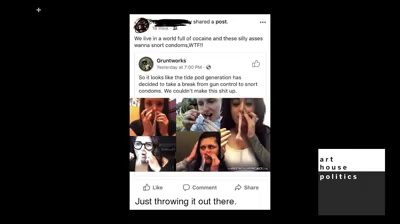 shared a post.
We live in a world full of cocaine and these silly asses
wanna snort condoms,WTF!!
Gruntworks
Yesterday at 7:00 PM ·
So it looks like the tide pod generation has
decided to take a break from gun control to snort
condoms. We couldn't make this shit up.
Like
Comment
Share
Just throwing it out there.
art
house
politics